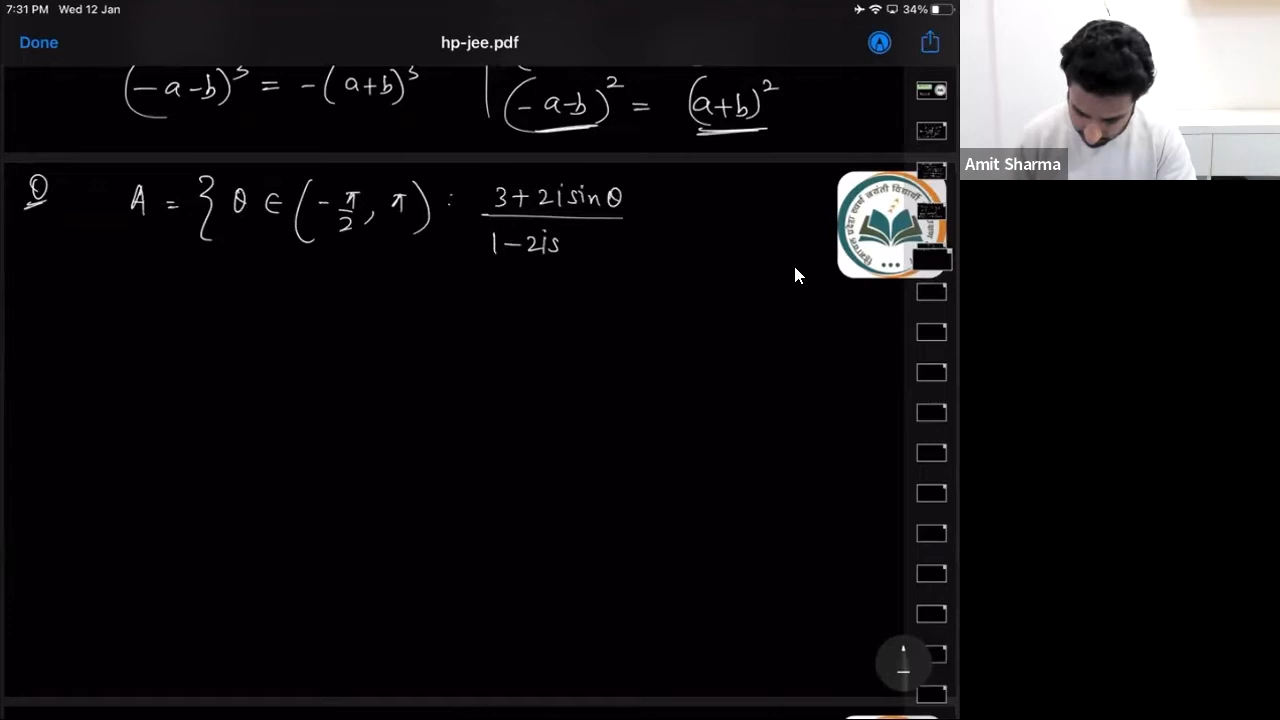 7:31 PM Wed 12 Jan 34%
Done hp-jee.pdf
(-a-b)³ = -(a+b)³ | (-a-b)² = (a+b)²
Q A = { θ ∈ (-π/2, π) : 3+2i sinθ
1-2is
Amit Sharma